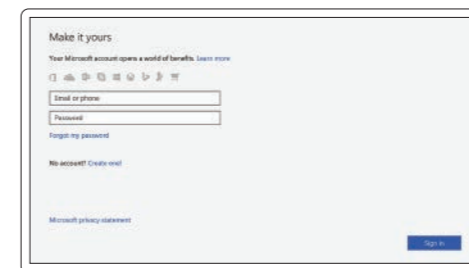 Make it yours
Your Microsoft account opens a world of benefits. Learn more
Email or phone
Password
Forgot my password
No account? Create one!
Microsoft privacy statement
Sign in